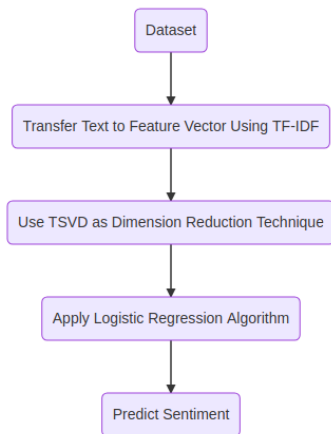 Dataset
Transfer Text to Feature Vector Using TF-IDF
Use TSVD as Dimension Reduction Technique
Apply Logistic Regression Algorithm
Predict Sentiment